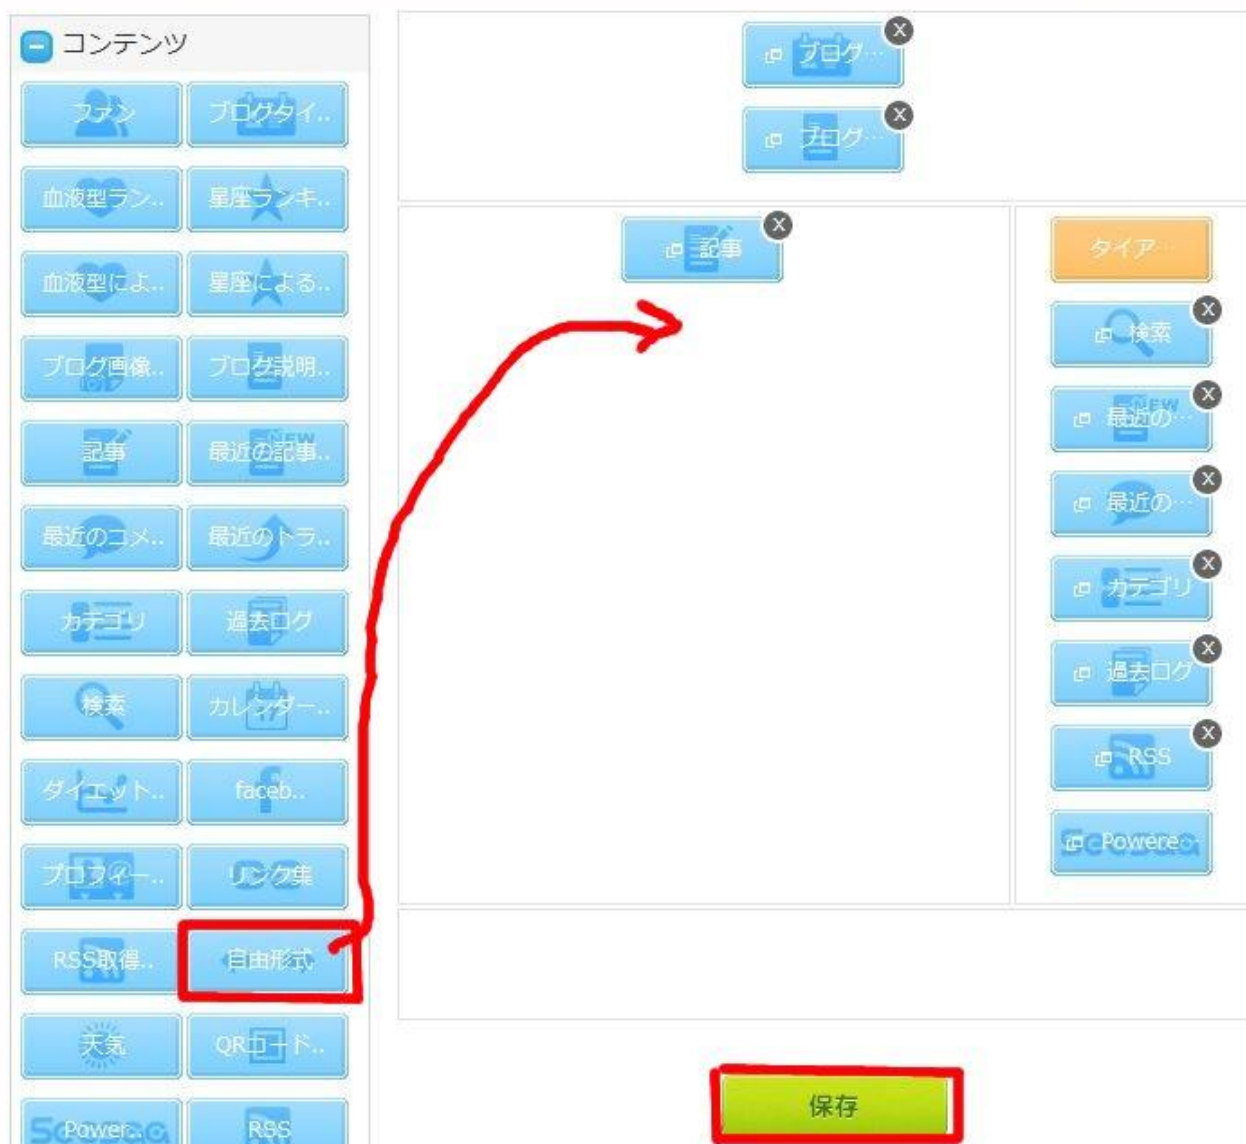 コンテンツ
ファン
ブログタイ..
血液型ラン..
星座ランキ..
血液型によ..
星座による..
ブログ画像..
ブログ説明..
記事
最近の記事..
最近のコメ..
最近のトラ..
カテゴリ
過去ログ
検索
カレンダー..
ダイエット..
faceb..
プロフィー..
リンク集
RSS取得..
自由形式
天気
QRコード..
Power..
RSS
ブログ…
ブログ…
記事
タイア…
検索
最近の…
最近の…
カテゴリ
過去ログ
RSS
Powere…
保存